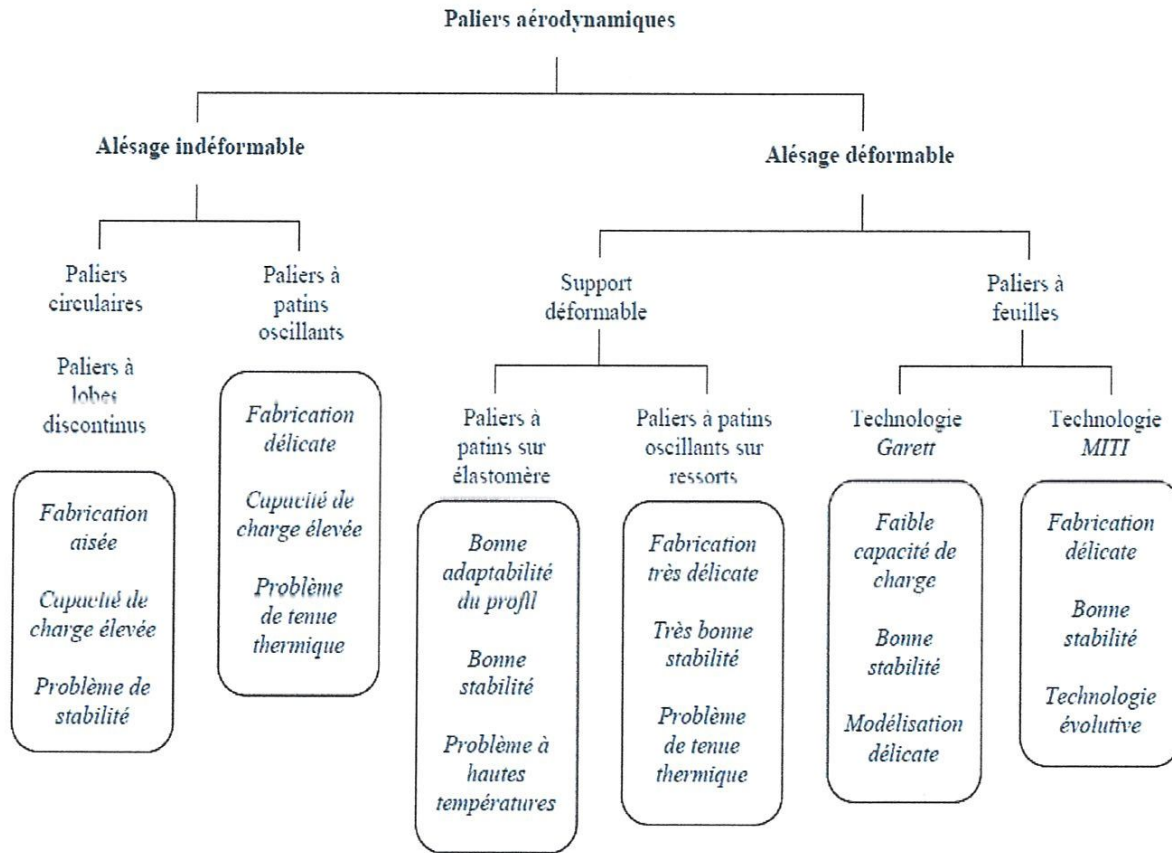 Paliers aérodynamiques
Alésage indéformable
Alésage déformable
Paliers
circulaires
Paliers à
lobes
discontinus
Fabrication
aisée
Capacité de
charge élevée
Problème de
stabilité
Paliers à
patins
oscillants
Fabrication
délicate
Capacité de
charge élevée
Problème
de tenue
thermique
Support
déformable
Paliers à
feuilles
Paliers à
patins sur
élastomère
Bonne
adaptabilité
du profil
Bonne
stabilité
Problème à
hautes
températures
Paliers à patins
oscillants sur
ressorts
Fabrication
très délicate
Très bonne
stabilité
Problème
de tenue
thermique
Technologie
Garett
Faible
capacité de
charge
Bonne
stabilité
Modélisation
délicate
Technologie
MITI
Fabrication
délicate
Bonne
stabilité
Technologie
évolutive